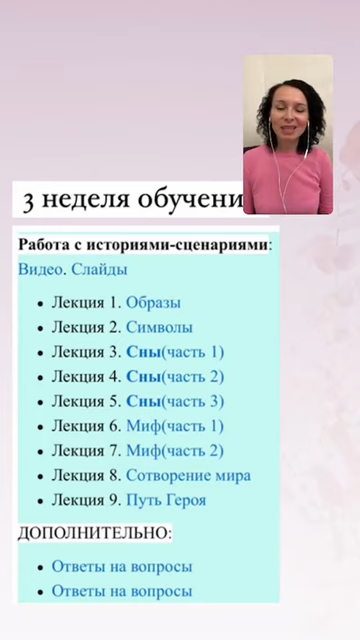 3 неделя обучени
Работа с историями-сценариями:
Видео. Слайды
Лекция 1. Образы
Лекция 2. Символы
Лекция 3. Сны(часть 1)
Лекция 4. Сны(часть 2)
Лекция 5. Сны(часть 3)
Лекция 6. Миф(часть 1)
Лекция 7. Миф(часть 2)
Лекция 8. Сотворение мира
Лекция 9. Путь Героя
ДОПОЛНИТЕЛЬНО:
Ответы на вопросы
Ответы на вопросы